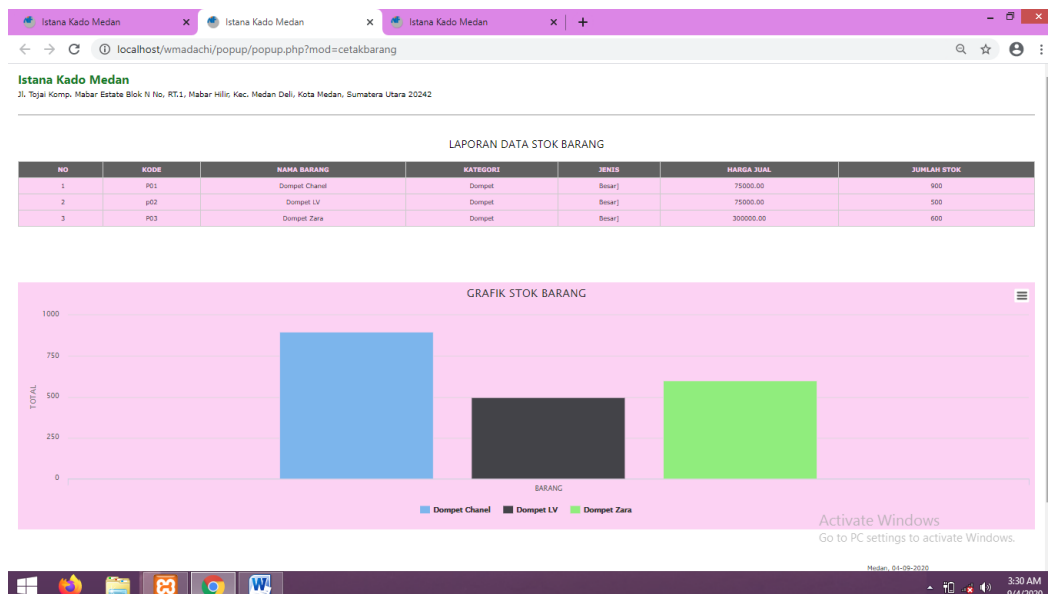 Istana Kado Medan Istana Kado Medan Istana Kado Medan
localhost/wmadachi/popup/popup.php?mod=cetakbarang
Istana Kado Medan
Jl. Tojai Komp. Mabar Estate Blok N No, RT.1, Mabar Hilir, Kec. Medan Deli, Kota Medan, Sumatera Utara 20242
LAPORAN DATA STOK BARANG
NO KODE NAMA BARANG KATEGORI JENIS HARGA JUAL JUMLAH STOK
1 P01 Dompet Chanel Dompet Besar] 75000.00 900
2 p02 Dompet LV Dompet Besar] 75000.00 500
3 P03 Dompet Zara Dompet Besar] 300000.00 600
GRAFIK STOK BARANG
1000
750
500
250
0
TOTAL
BARANG
Dompet Chanel Dompet LV Dompet Zara
Activate Windows
Go to PC settings to activate Windows.
Medan, 04-09-2020
3:30 AM
9/4/2020